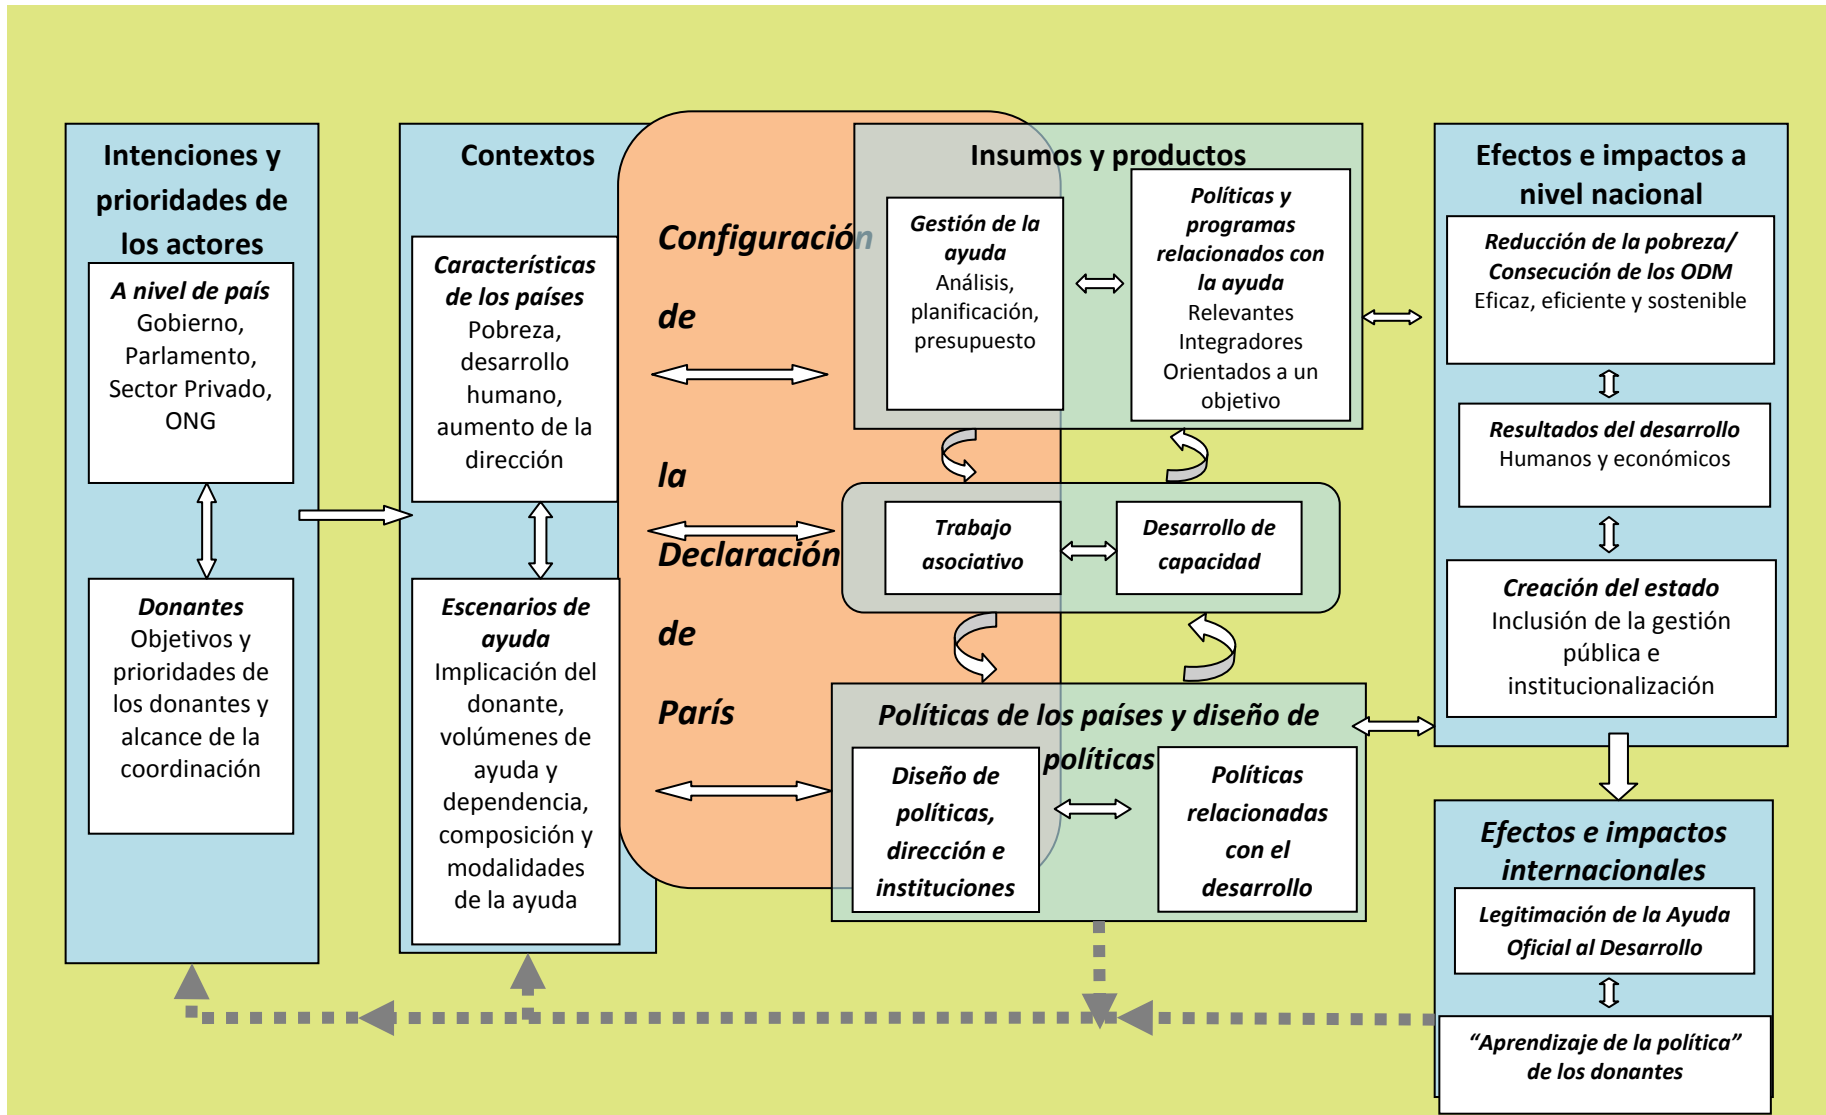 Intenciones y
prioridades de
los actores
A nivel de país
Gobierno,
Parlamento,
Sector Privado,
ONG
Donantes
Objetivos y
prioridades de
los donantes y
alcance de la
coordinación
Contextos
Características
de los países
Pobreza,
desarrollo
humano,
aumento de la
dirección
Escenarios de
ayuda
Implicación del
donante,
volúmenes de
ayuda y
dependencia,
composición y
modalidades
de la ayuda
Configuración
de
la
Declaración
de
París
Insumos y productos
Gestión de la
ayuda
Análisis,
planificación,
presupuesto
Políticas y
programas
relacionados con
la ayuda
Relevantes
Integradores
Orientados a un
objetivo
Trabajo
asociativo
Desarrollo de
capacidad
Políticas de los países y diseño de
políticas
Diseño de
políticas,
dirección e
instituciones
Políticas
relacionadas
con el
desarrollo
Efectos e impactos a
nivel nacional
Reducción de la pobreza/
Consecución de los ODM
Eficaz, eficiente y sostenible
Resultados del desarrollo
Humanos y económicos
Creación del estado
Inclusión de la gestión
pública e
institucionalización
Efectos e impactos
internacionales
Legitimación de la Ayuda
Oficial al Desarrollo
“Aprendizaje de la política”
de los donantes